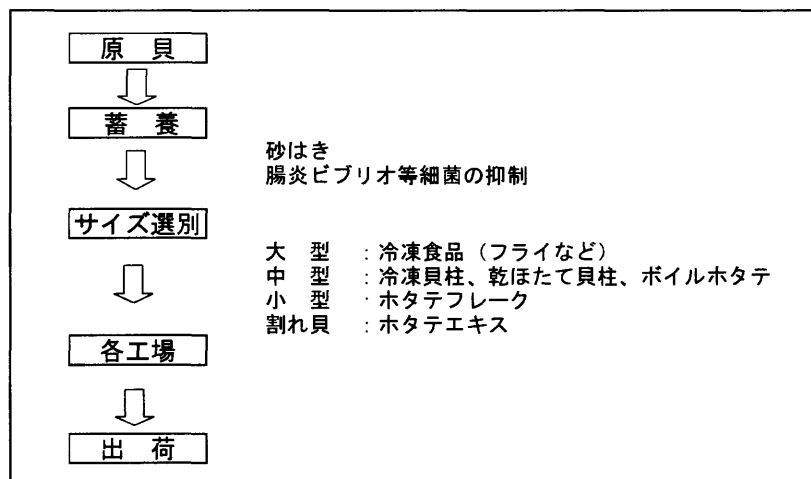 原　貝
蓄　養
砂はき
腸炎ビブリオ等細菌の抑制
サイズ選別
大　型　：冷凍食品（フライなど）
中　型　：冷凍貝柱、乾ほたて貝柱、ボイルホタテ
小　型　：ホタテフレーク
割れ貝　：ホタテエキス
各工場
出　荷